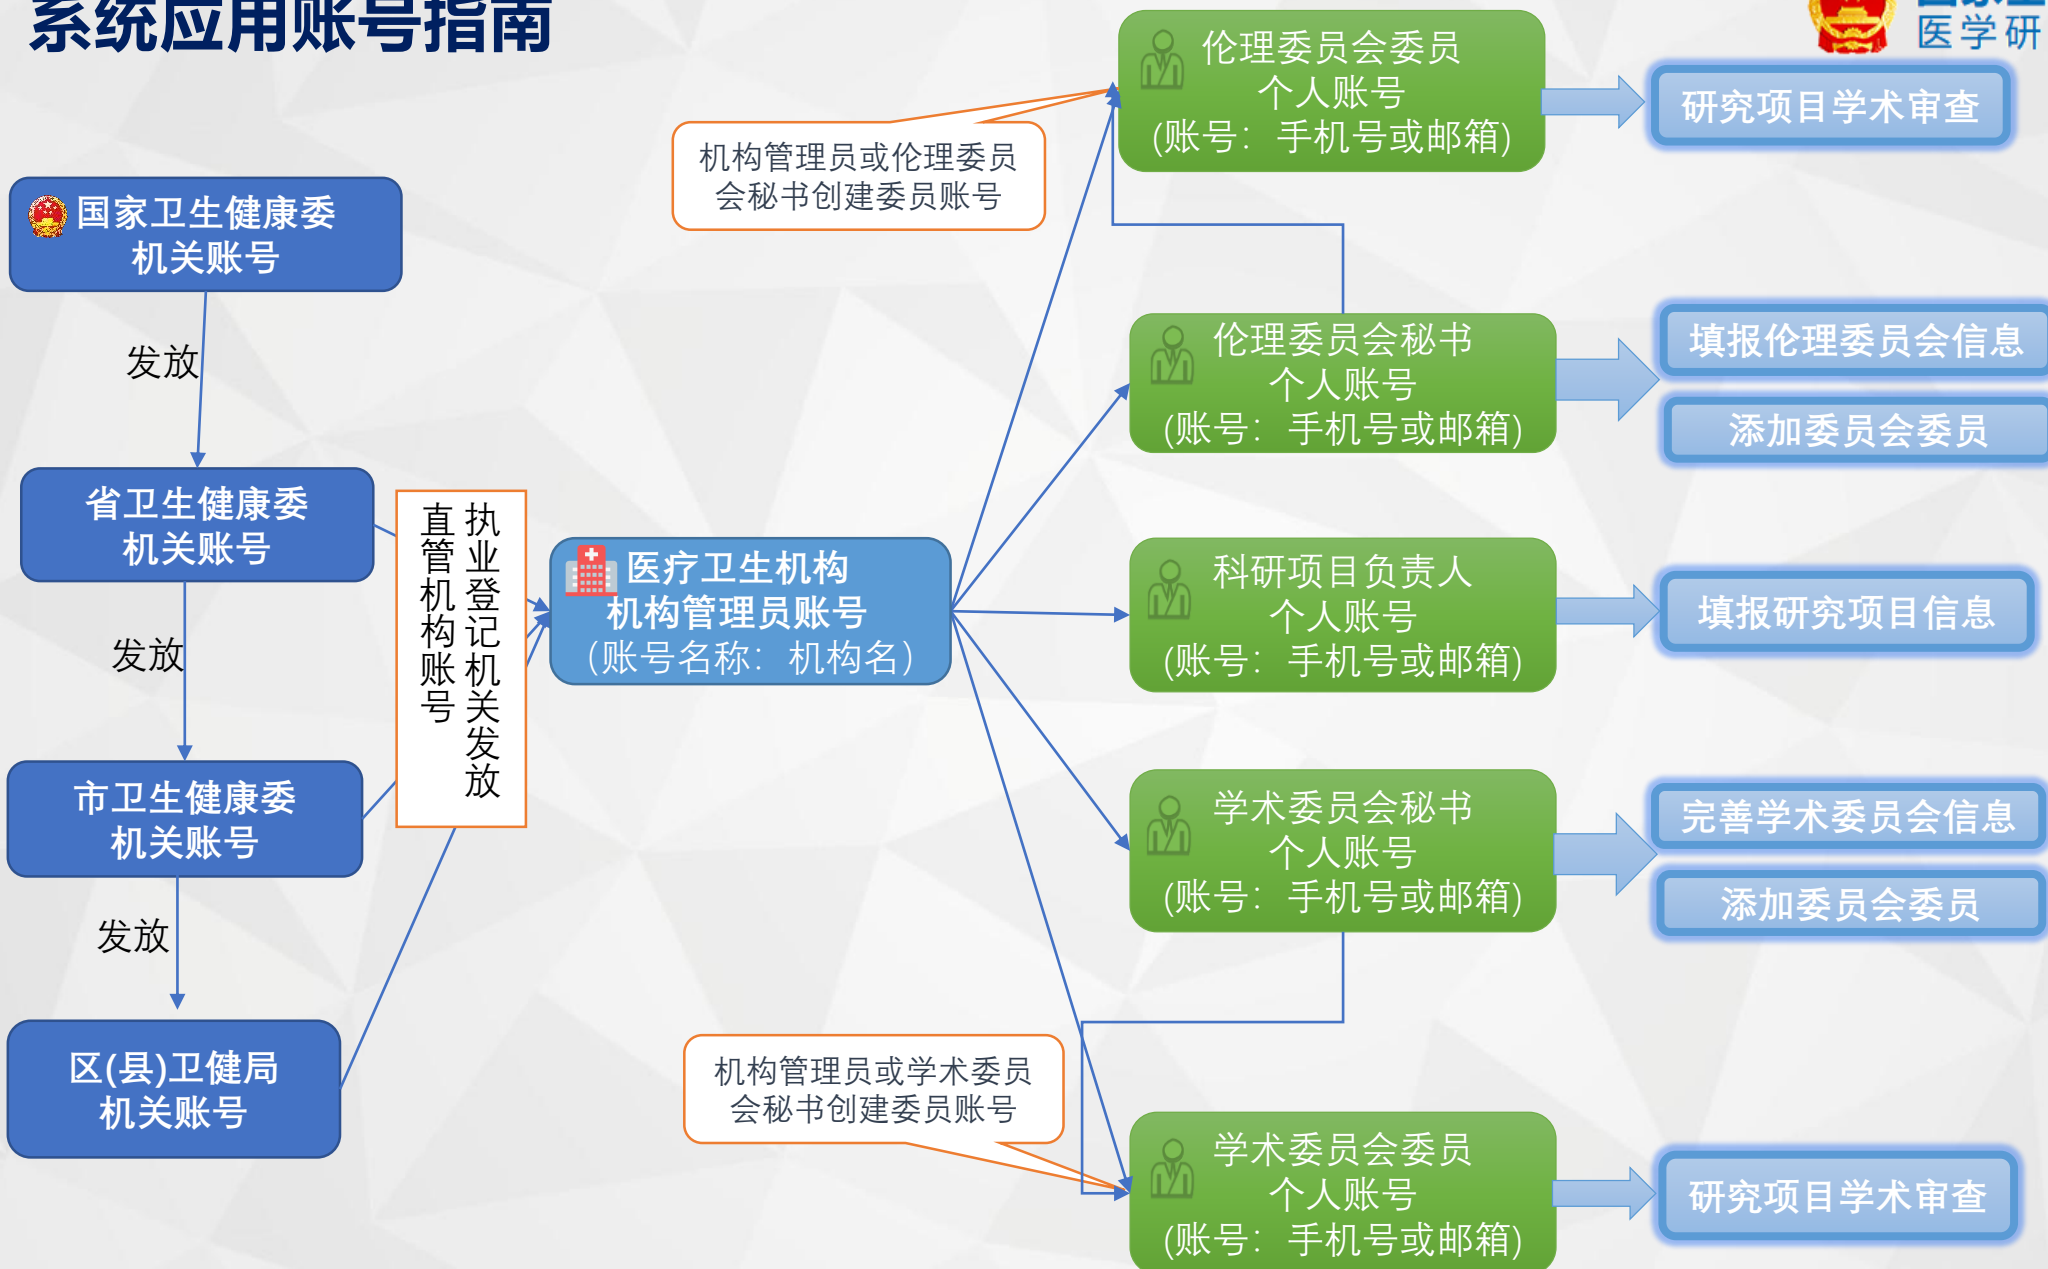 系统应用账号指南
医学研
国家卫生健康委
机关账号
发放
省卫生健康委
机关账号
发放
市卫生健康委
机关账号
发放
区(县)卫健局
机关账号
执业登记机关发放
直管机构账号
医疗卫生机构
机构管理员账号
（账号名称：机构名）
机构管理员或伦理委员
会秘书创建委员账号
伦理委员会委员
个人账号
(账号：手机号或邮箱)
研究项目学术审查
伦理委员会秘书
个人账号
(账号：手机号或邮箱)
填报伦理委员会信息
添加委员会委员
科研项目负责人
个人账号
(账号：手机号或邮箱)
填报研究项目信息
学术委员会秘书
个人账号
(账号：手机号或邮箱)
完善学术委员会信息
添加委员会委员
机构管理员或学术委员
会秘书创建委员账号
学术委员会委员
个人账号
(账号：手机号或邮箱)
研究项目学术审查